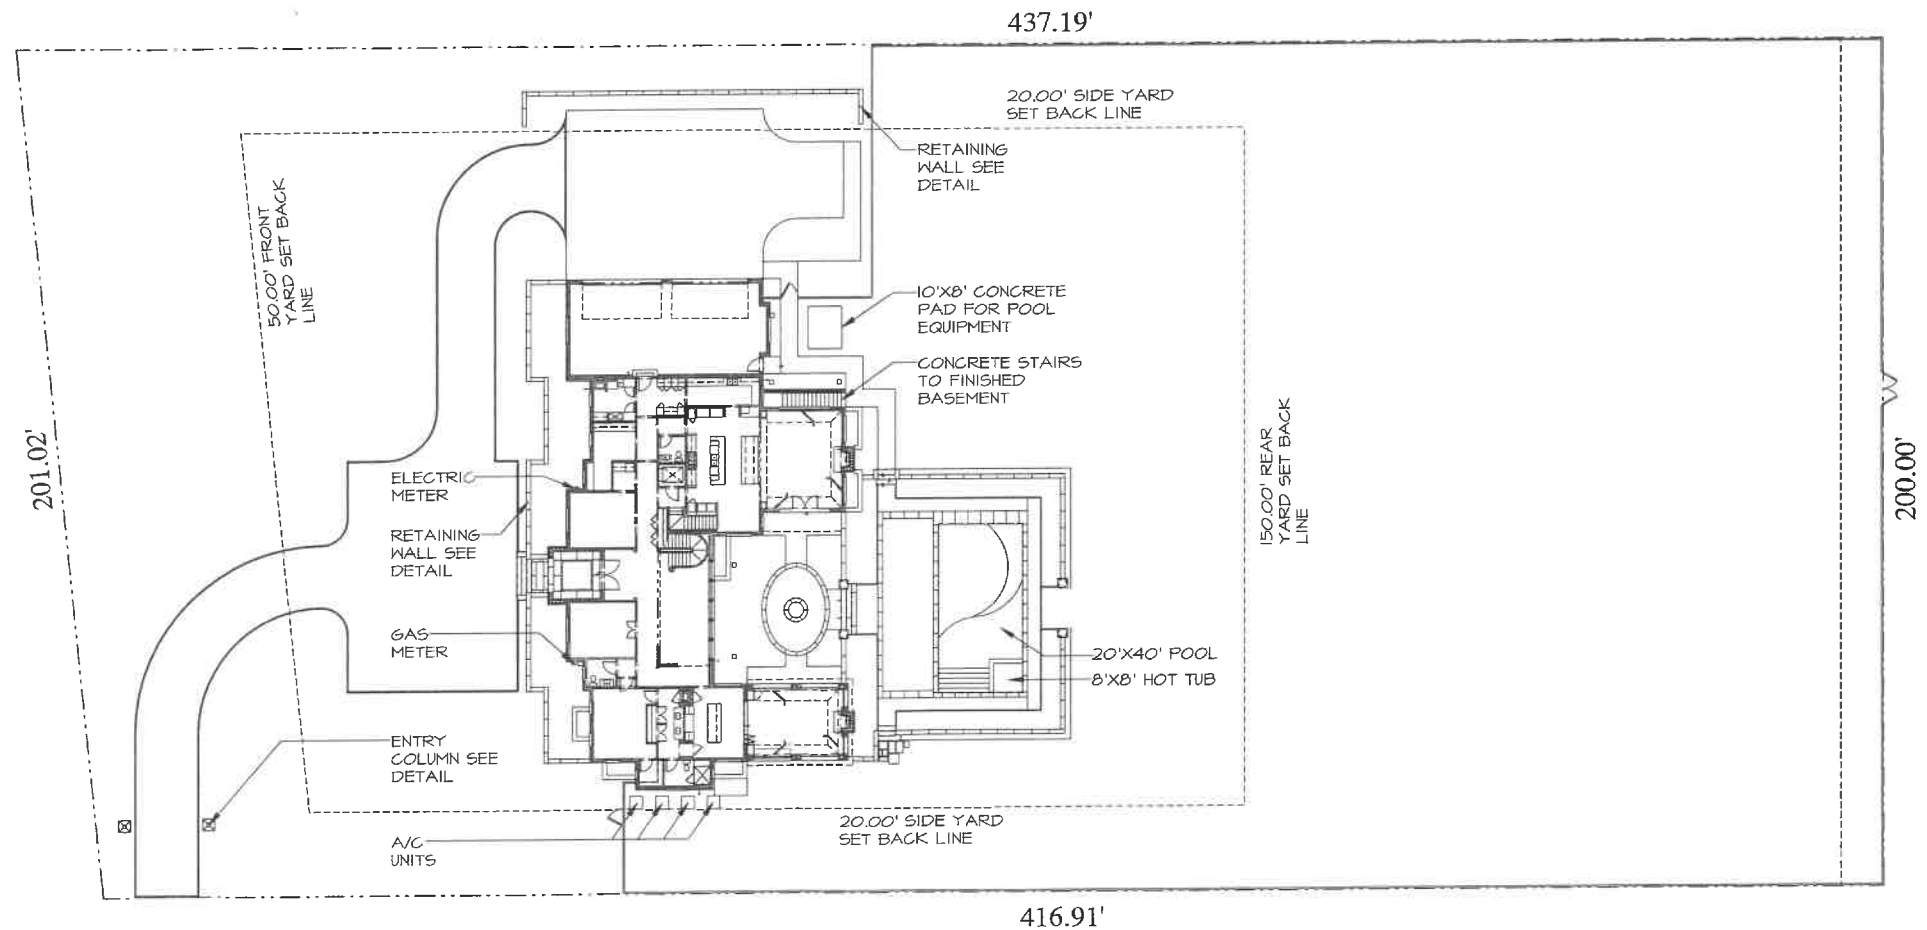 437.19'
20.00' SIDE YARD
SET BACK LINE
RETAINING
WALL SEE
DETAIL
50.00' FRONT
YARD SET BACK
LINE
10'X8' CONCRETE
PAD FOR POOL
EQUIPMENT
CONCRETE STAIRS
TO FINISHED
BASEMENT
201.02'
ELECTRIC
METER
RETAINING
WALL SEE
DETAIL
150.00' REAR
YARD SET BACK
LINE
200.00'
GAS
METER
20'X40' POOL
8'X8' HOT TUB
ENTRY
COLUMN SEE
DETAIL
20.00' SIDE YARD
SET BACK LINE
A/C
UNITS
416.91'